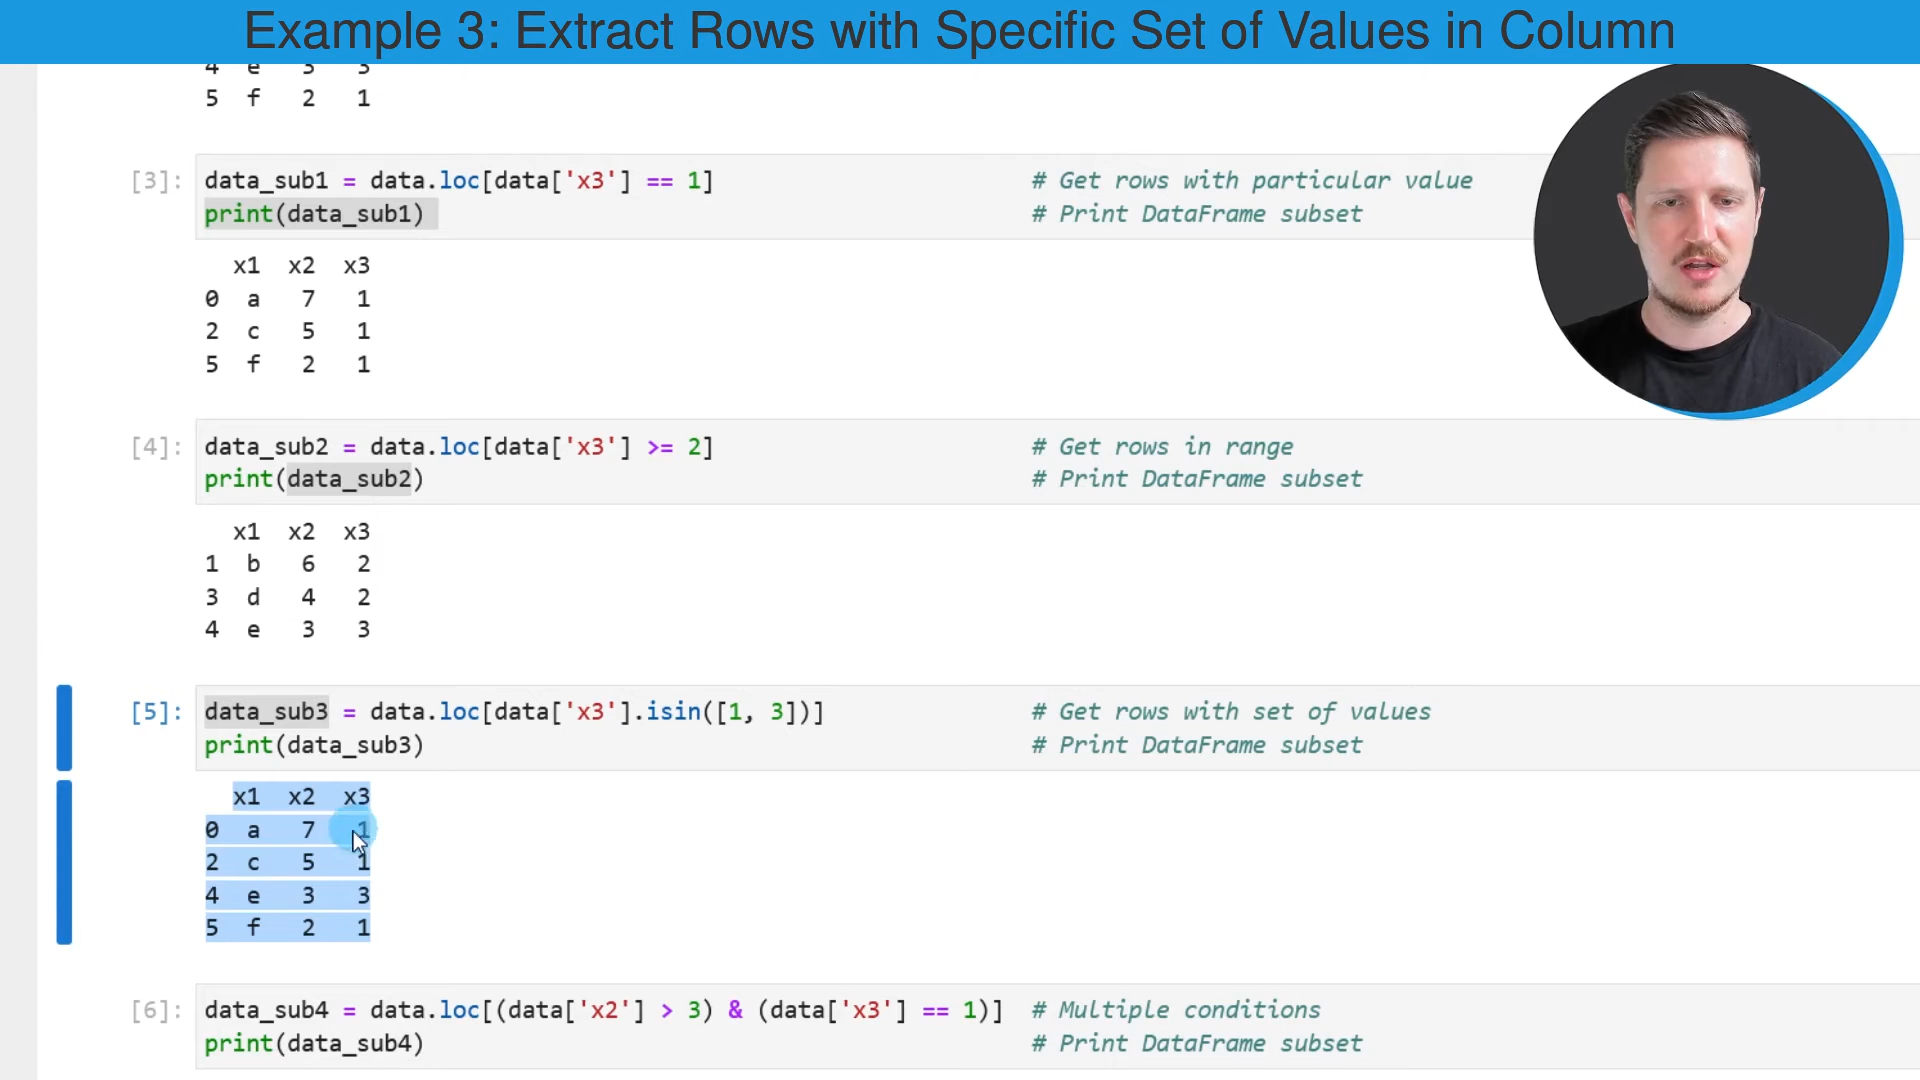 Example 3: Extract Rows with Specific Set of Values in Column
4 e 3 3
5 f 2 1
[3]: data_sub1 = data.loc[data['x3'] == 1] # Get rows with particular value
print(data_sub1) # Print DataFrame subset
x1 x2 x3
0 a 7 1
2 c 5 1
5 f 2 1
[4]: data_sub2 = data.loc[data['x3'] >= 2] # Get rows in range
print(data_sub2) # Print DataFrame subset
x1 x2 x3
1 b 6 2
3 d 4 2
4 e 3 3
[5]: data_sub3 = data.loc[data['x3'].isin([1, 3])] # Get rows with set of values
print(data_sub3) # Print DataFrame subset
x1 x2 x3
0 a 7 1
2 c 5 1
4 e 3 3
5 f 2 1
[6]: data_sub4 = data.loc[(data['x2'] > 3) & (data['x3'] == 1)] # Multiple conditions
print(data_sub4) # Print DataFrame subset